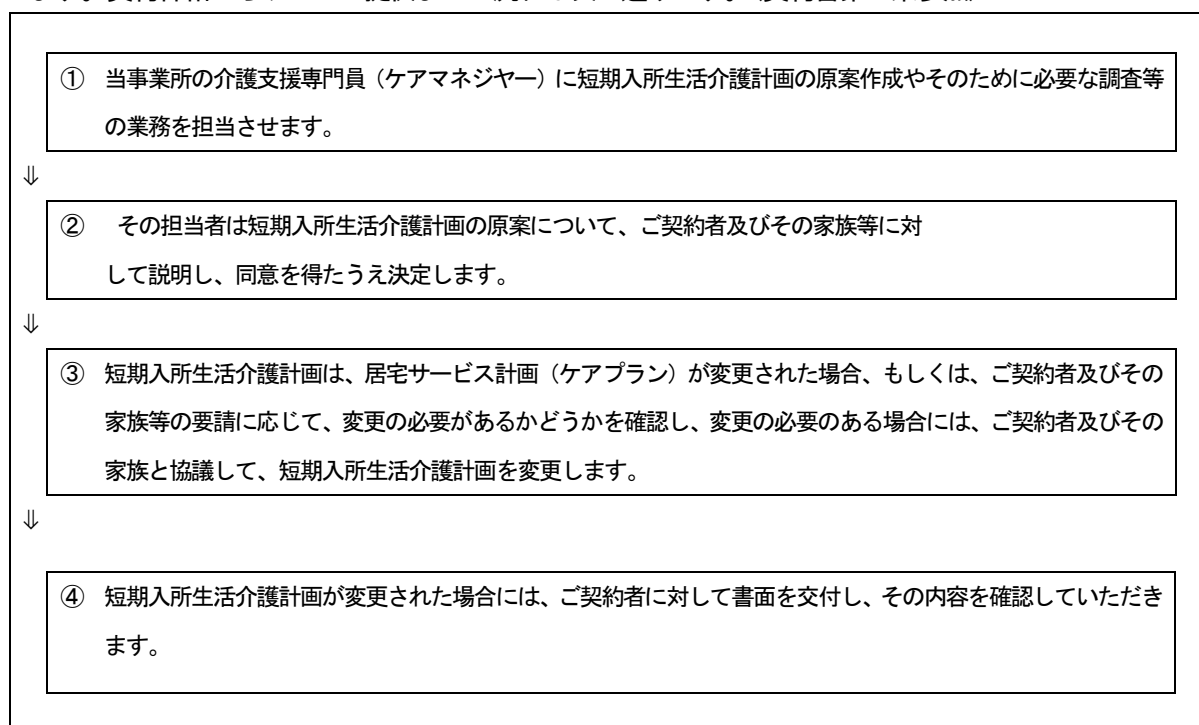 ① 当事業所の介護支援専門員（ケアマネジヤー）に短期入所生活介護計画の原案作成やそのために必要な調査等
の業務を担当させます。
⇓
② その担当者は短期入所生活介護計画の原案について、ご契約者及びその家族等に対
して説明し、同意を得たうえ決定します。
⇓
③ 短期入所生活介護計画は、居宅サービス計画（ケアプラン）が変更された場合、もしくは、ご契約者及びその
家族等の要請に応じて、変更の必要があるかどうかを確認し、変更の必要のある場合には、ご契約者及びその
家族と協議して、短期入所生活介護計画を変更します。
⇓
④ 短期入所生活介護計画が変更された場合には、ご契約者に対して書面を交付し、その内容を確認していただき
ます。